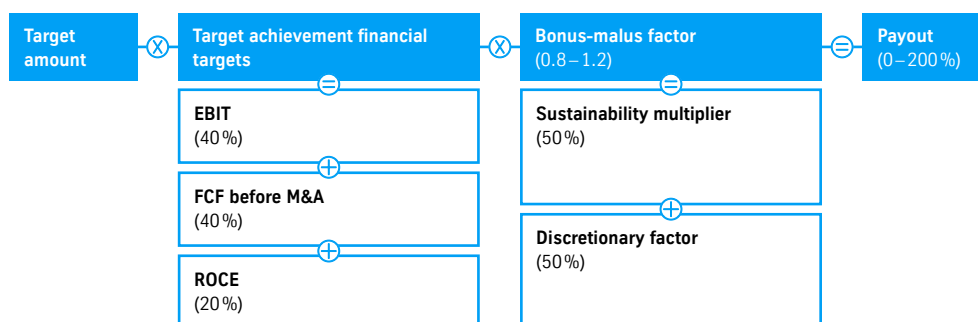 Target
amount
Target achievement financial
targets
Bonus-malus factor
(0.8–1.2)
Payout
(0–200%)
EBIT
(40%)
FCF before M&A
(40%)
ROCE
(20%)
Sustainability multiplier
(50%)
Discretionary factor
(50%)